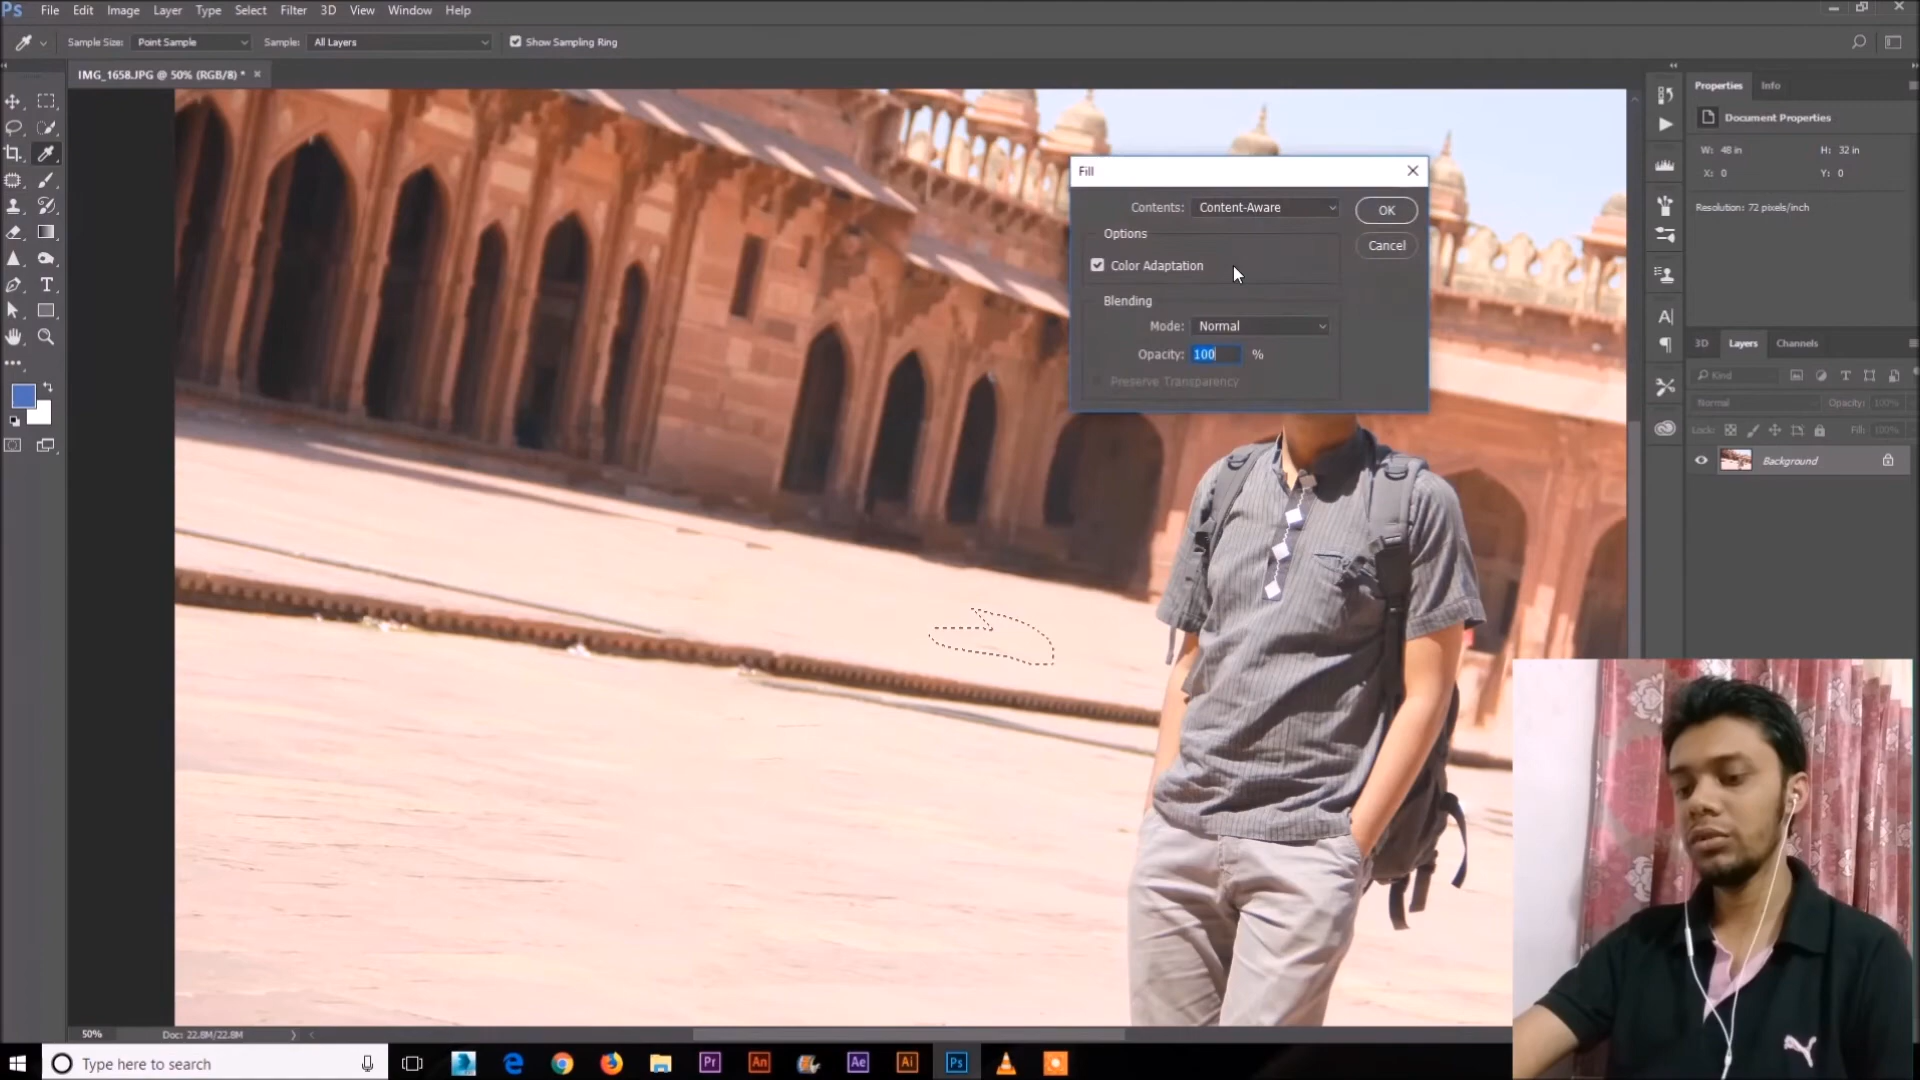 Ps File Edit Image Layer Type Select Filter 3D View Window Help
Sample Size: Point Sample Sample: All Layers Show Sampling Ring
IMG_1658.JPG @ 50% (RGB/8) * ×
Properties Info
Document Properties
W: 48 in H: 32 in
X: 0 Y: 0
Resolution: 72 pixels/inch
Fill
Contents: Content-Aware OK
Options
Cancel
Color Adaptation
Blending
Mode: Normal
Opacity: 100 %
Preserve Transparency
3D Layers Channels
Kind
Normal Opacity: 100%
Lock: Fill: 100%
Background
50% Doc: 22.8M/22.8M
Type here to search
Pr An Ae Ai Ps